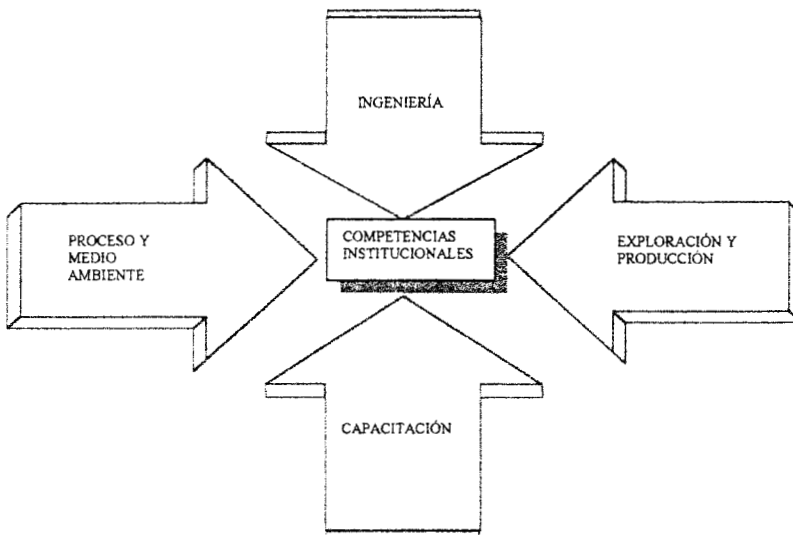 INGENIERÍA
PROCESO Y
MEDIO
AMBIENTE
COMPETENCIAS
INSTITUCIONALES
EXPLORACIÓN Y
PRODUCCIÓN
CAPACITACIÓN